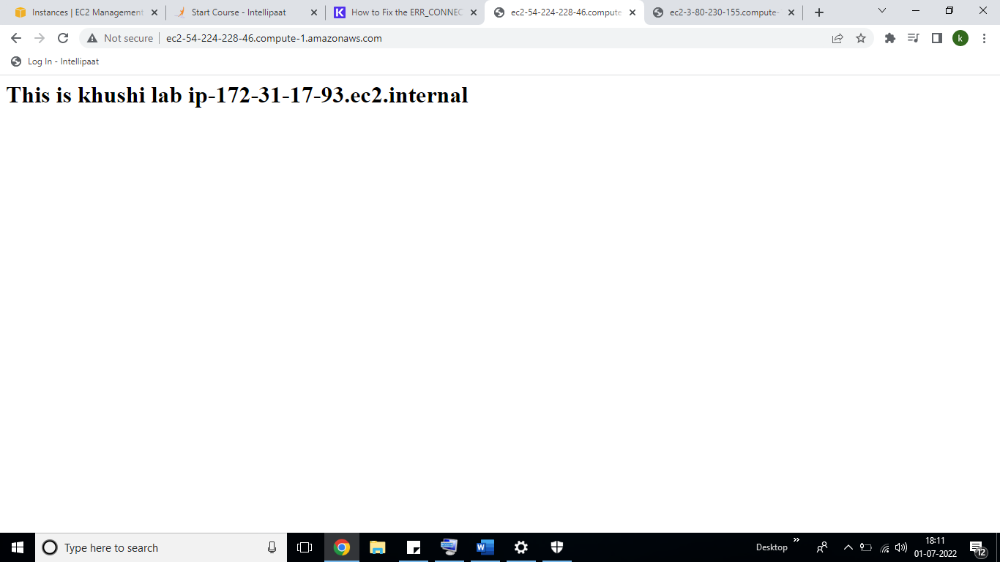 Instances | EC2 Management
Start Course - Intellipaat
How to Fix the ERR_CONNEC
ec2-54-224-228-46.compute
ec2-3-80-230-155.compute-
Not secure
ec2-54-224-228-46.compute-1.amazonaws.com
k
Log In - Intellipaat
This is khushi lab ip-172-31-17-93.ec2.internal
Type here to search
Desktop
18:11
01-07-2022
12